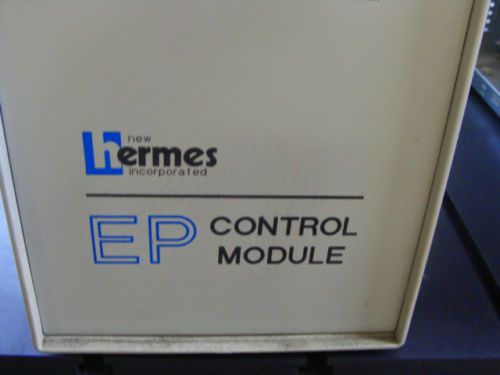 new
hermes
incorporated
EP CONTROL
MODULE